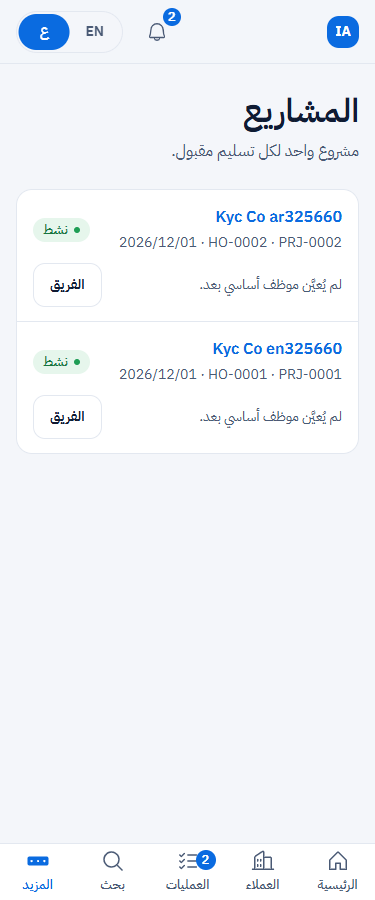 IA
2
EN
ع
المشاريع
مشروع واحد لكل تسليم مقبول.
Kyc Co ar325660
نشط
PRJ-0002 · HO-0002 · 2026/12/01
لم يُعيَّن موظف أساسي بعد.
الفريق
Kyc Co en325660
نشط
PRJ-0001 · HO-0001 · 2026/12/01
لم يُعيَّن موظف أساسي بعد.
الفريق
2
الرئيسية
العملاء
العمليات
بحث
المزيد